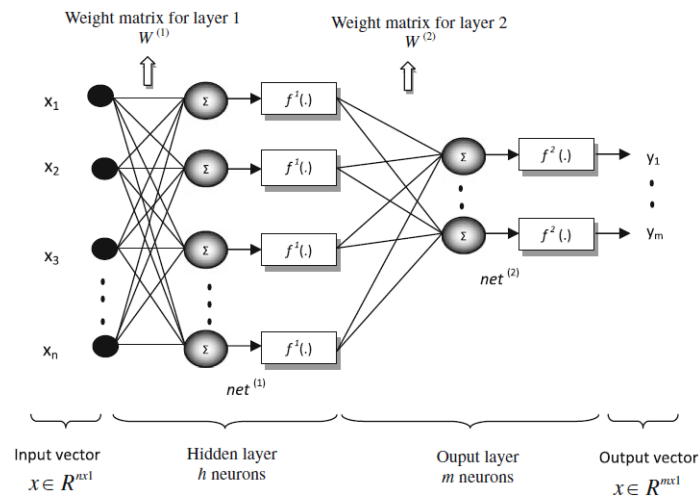 Weight matrix for layer 1
W^(1)
Weight matrix for layer 2
W^(2)
x₁
Σ
f¹(.)
x₂
Σ
f¹(.)
Σ
f²(.)
y₁
x₃
Σ
f¹(.)
Σ
f²(.)
yₘ
net^(2)
xₙ
Σ
f¹(.)
net^(1)
Input vector
x ∈ R^nx1
Hidden layer
h neurons
Ouput layer
m neurons
Output vector
x ∈ R^mx1